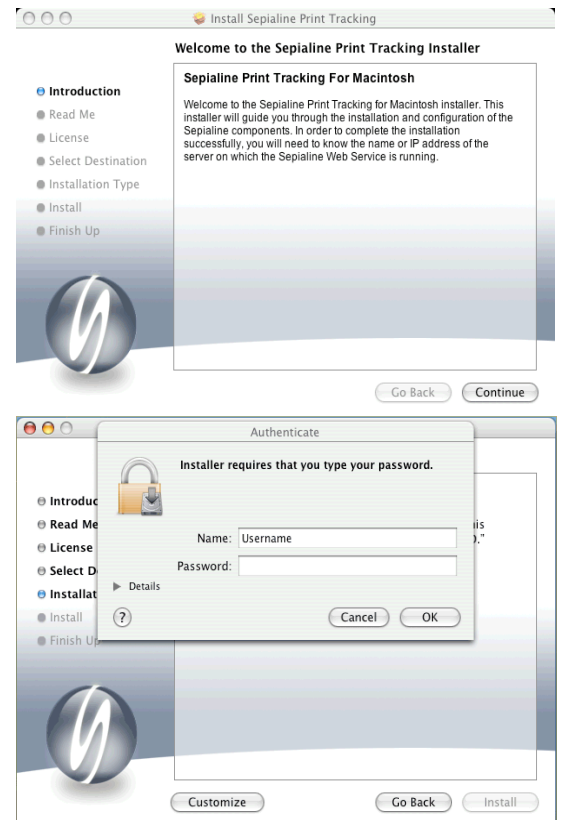 Install Sepialine Print Tracking
Welcome to the Sepialine Print Tracking Installer
Introduction
Read Me
License
Select Destination
Installation Type
Install
Finish Up
Sepialine Print Tracking For Macintosh
Welcome to the Sepialine Print Tracking for Macintosh installer. This
installer will guide you through the installation and configuration of the
Sepialine components. In order to complete the installation
successfully, you will need to know the name or IP address of the
server on which the Sepialine Web Service is running.
Go Back
Continue
Authenticate
Installer requires that you type your password.
Name: Username
Password:
Details
?
Cancel
OK
Introduc
Read Me
License
Select D
Installat
Install
Finish Up
Customize
Go Back
Install